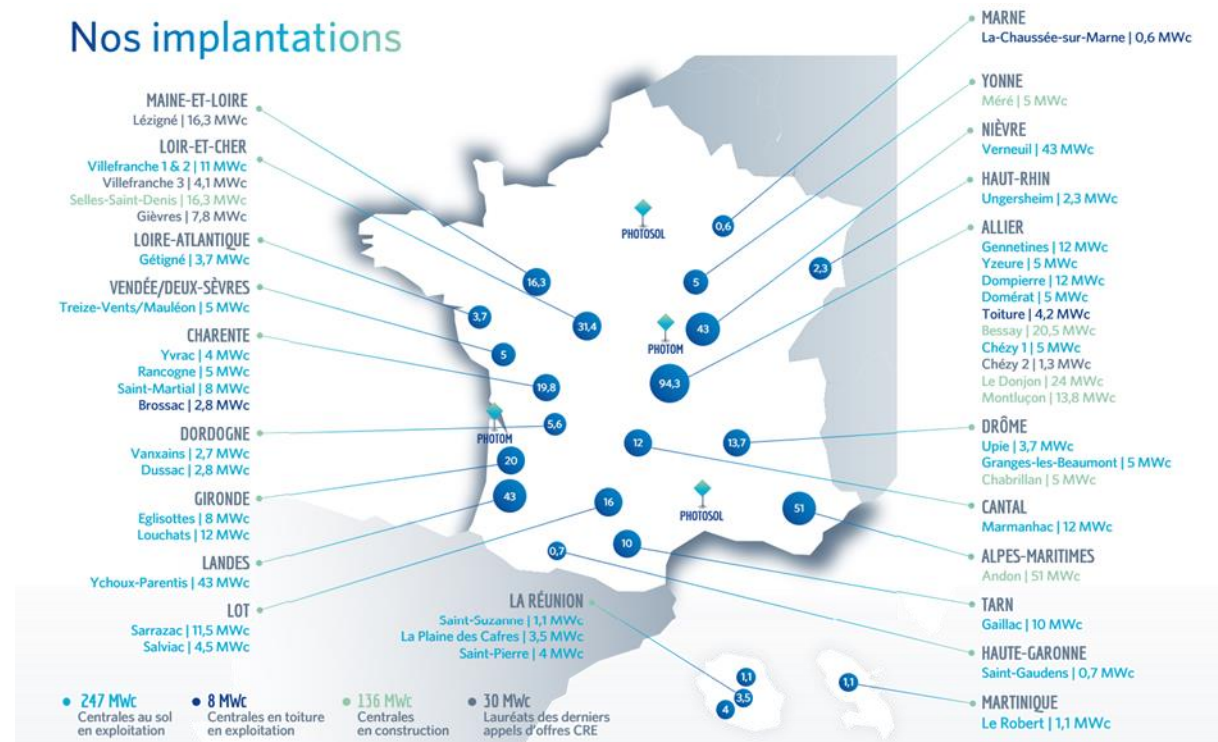 Nos implantations
MAINE-ET-LOIRE
Lézigné | 16,3 MWc
LOIR-ET-CHER
Villefranche 1 & 2 | 11 MWc
Villefranche 3 | 4,1 MWc
Selles-Saint-Denis | 16,3 MWc
Gièvres | 7,8 MWc
LOIRE-ATLANTIQUE
Gétigné | 3,7 MWc
VENDÉE/DEUX-SÈVRES
Treize-Vents/Mauléon | 5 MWc
CHARENTE
Yvrac | 4 MWc
Rancogne | 5 MWc
Saint-Martial | 8 MWc
Brossac | 2,8 MWc
DORDOGNE
Vanxains | 2,7 MWc
Dussac | 2,8 MWc
GIRONDE
Eglisottes | 8 MWc
Louchats | 12 MWc
LANDES
Ychoux-Parentis | 43 MWc
LOT
Sarrazac | 11,5 MWc
Salviac | 4,5 MWc
LA RÉUNION
Saint-Suzanne | 1,1 MWc
La Plaine des Cafres | 3,5 MWc
Saint-Pierre | 4 MWc
PHOTOSOL
0,6
16,3
5
2,3
3,7
31,4
PHOTOM
43
5
19,8
94,3
PHOTOM
5,6
12
13,7
20
43
16
PHOTOSOL
51
0,7
10
1,1
3,5
4
1,1
MARNE
La-Chaussée-sur-Marne | 0,6 MWc
YONNE
Méré | 5 MWc
NIÈVRE
Verneuil | 43 MWc
HAUT-RHIN
Ungersheim | 2,3 MWc
ALLIER
Gennetines | 12 MWc
Yzeure | 5 MWc
Dompierre | 12 MWc
Domérat | 5 MWc
Toiture | 4,2 MWc
Bessay | 20,5 MWc
Chézy 1 | 5 MWc
Chézy 2 | 1,3 MWc
Le Donjon | 24 MWc
Montluçon | 13,8 MWc
DRÔME
Upie | 3,7 MWc
Granges-les-Beaumont | 5 MWc
Chabrillan | 5 MWc
CANTAL
Marmanhac | 12 MWc
ALPES-MARITIMES
Andon | 51 MWc
TARN
Gaillac | 10 MWc
HAUTE-GARONNE
Saint-Gaudens | 0,7 MWc
MARTINIQUE
Le Robert | 1,1 MWc
247 MWc
Centrales au sol
en exploitation
8 MWc
Centrales en toiture
en exploitation
136 MWc
Centrales
en construction
30 MWc
Lauréats des derniers
appels d'offres CRE